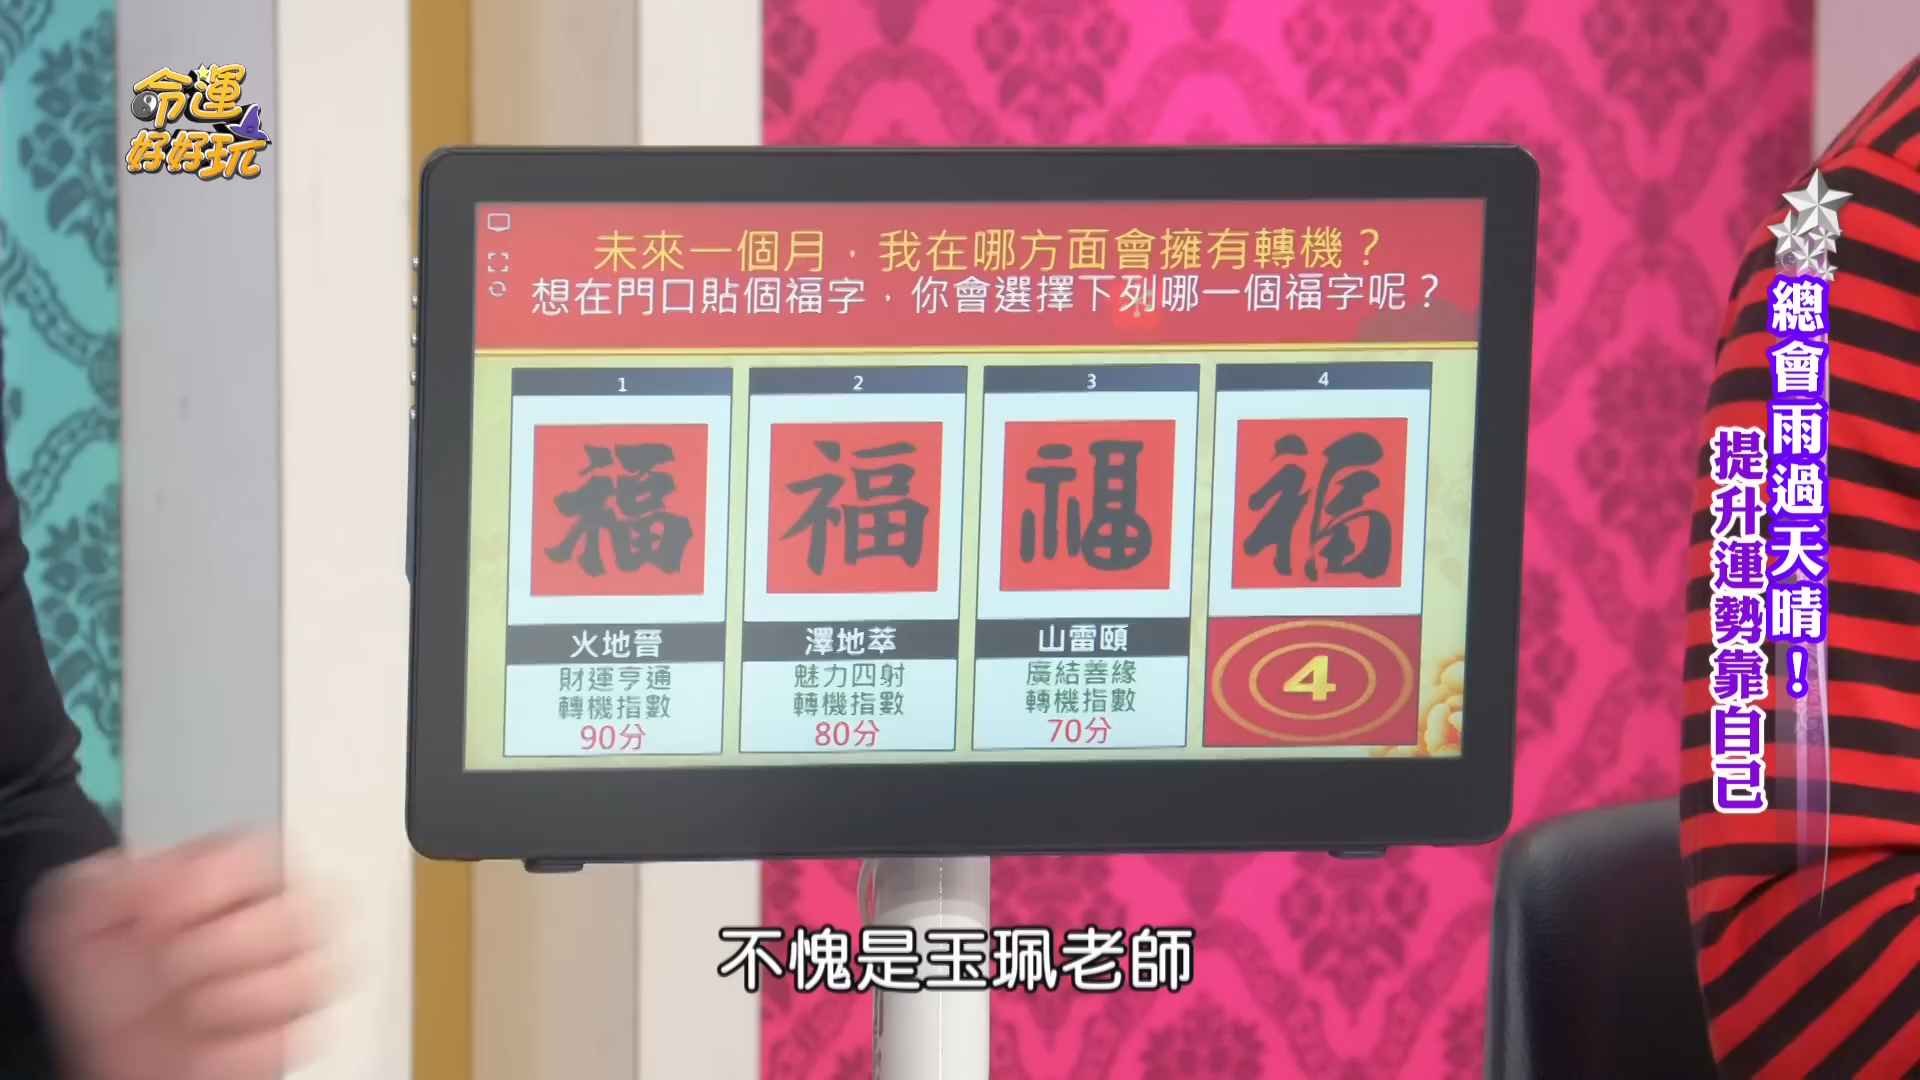 命運
好好玩
未來一個月，我在哪方面會擁有轉機？
想在門口貼個福字，你會選擇下列哪一個福字呢？
1
福
火地晉
財運亨通
轉機指數
90分
2
福
澤地萃
魅力四射
轉機指數
80分
3
福
山雷頤
廣結善緣
轉機指數
70分
4
福
4
總會雨過天晴！
提升運勢靠自己
不愧是玉珮老師